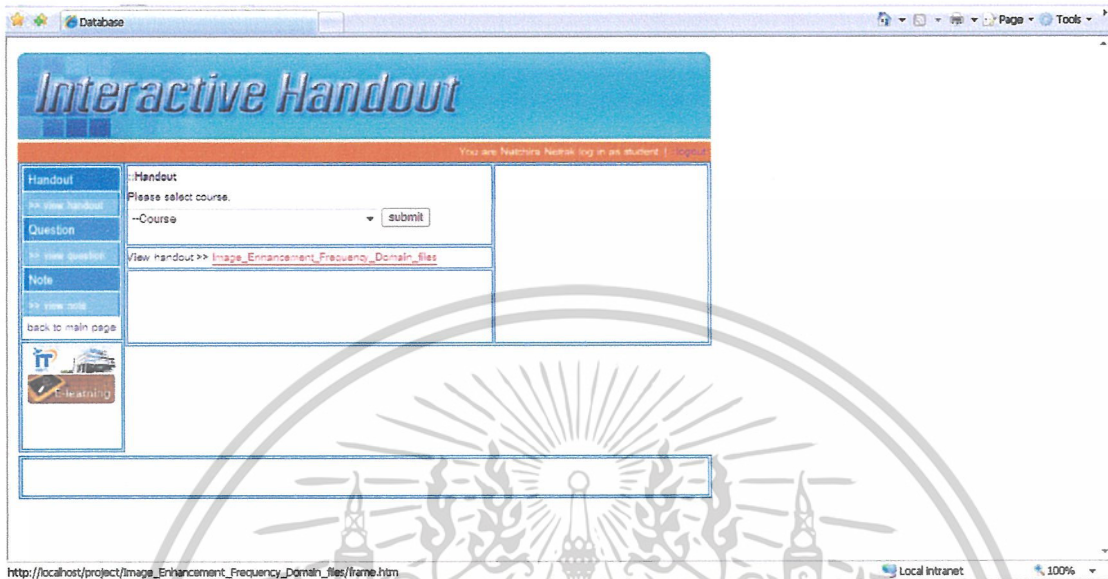 Database
Page
Tools
Interactive Handout
You are Natchira Netrak log in as student ! ::logout
Handout
>> view handout
Question
>> view question
Note
>> view note
back to main page
::Handout
Please select course.
--Course
submit
View handout >> Image_Enhancement_Frequency_Domain_files
IT
E-learning
http://localhost/project/Image_Enhancement_Frequency_Domain_files/frame.htm
Local intranet
100%